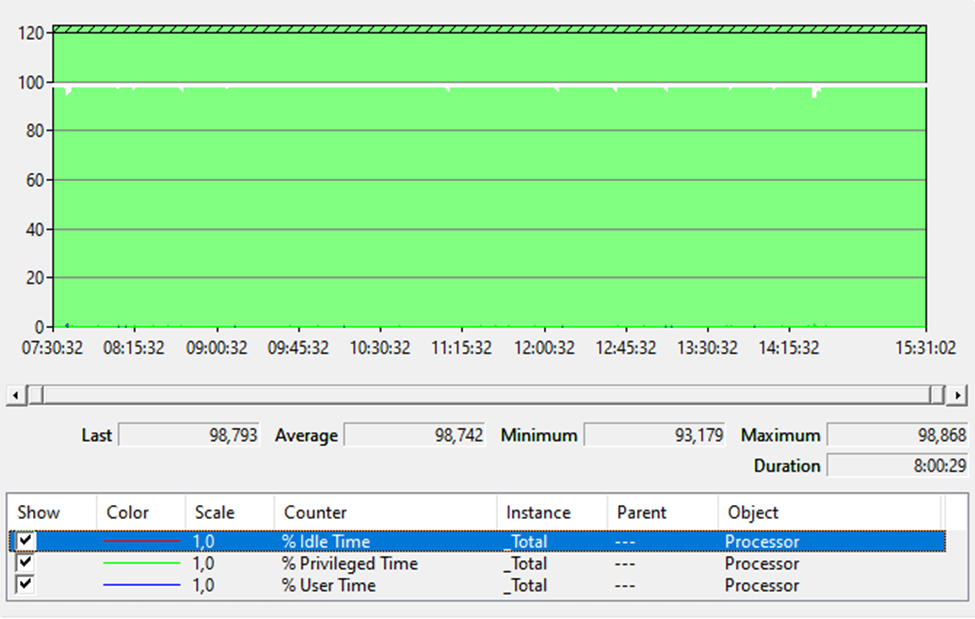 120
100
80
60
40
20
0
07:30:32 08:15:32 09:00:32 09:45:32 10:30:32 11:15:32 12:00:32 12:45:32 13:30:32 14:15:32 15:31:02
Last 98,793 Average 98,742 Minimum 93,179 Maximum 98,868
Duration 8:00:29
Show Color Scale Counter Instance Parent Object
1,0 % Idle Time _Total --- Processor
1,0 % Privileged Time _Total --- Processor
1,0 % User Time _Total --- Processor